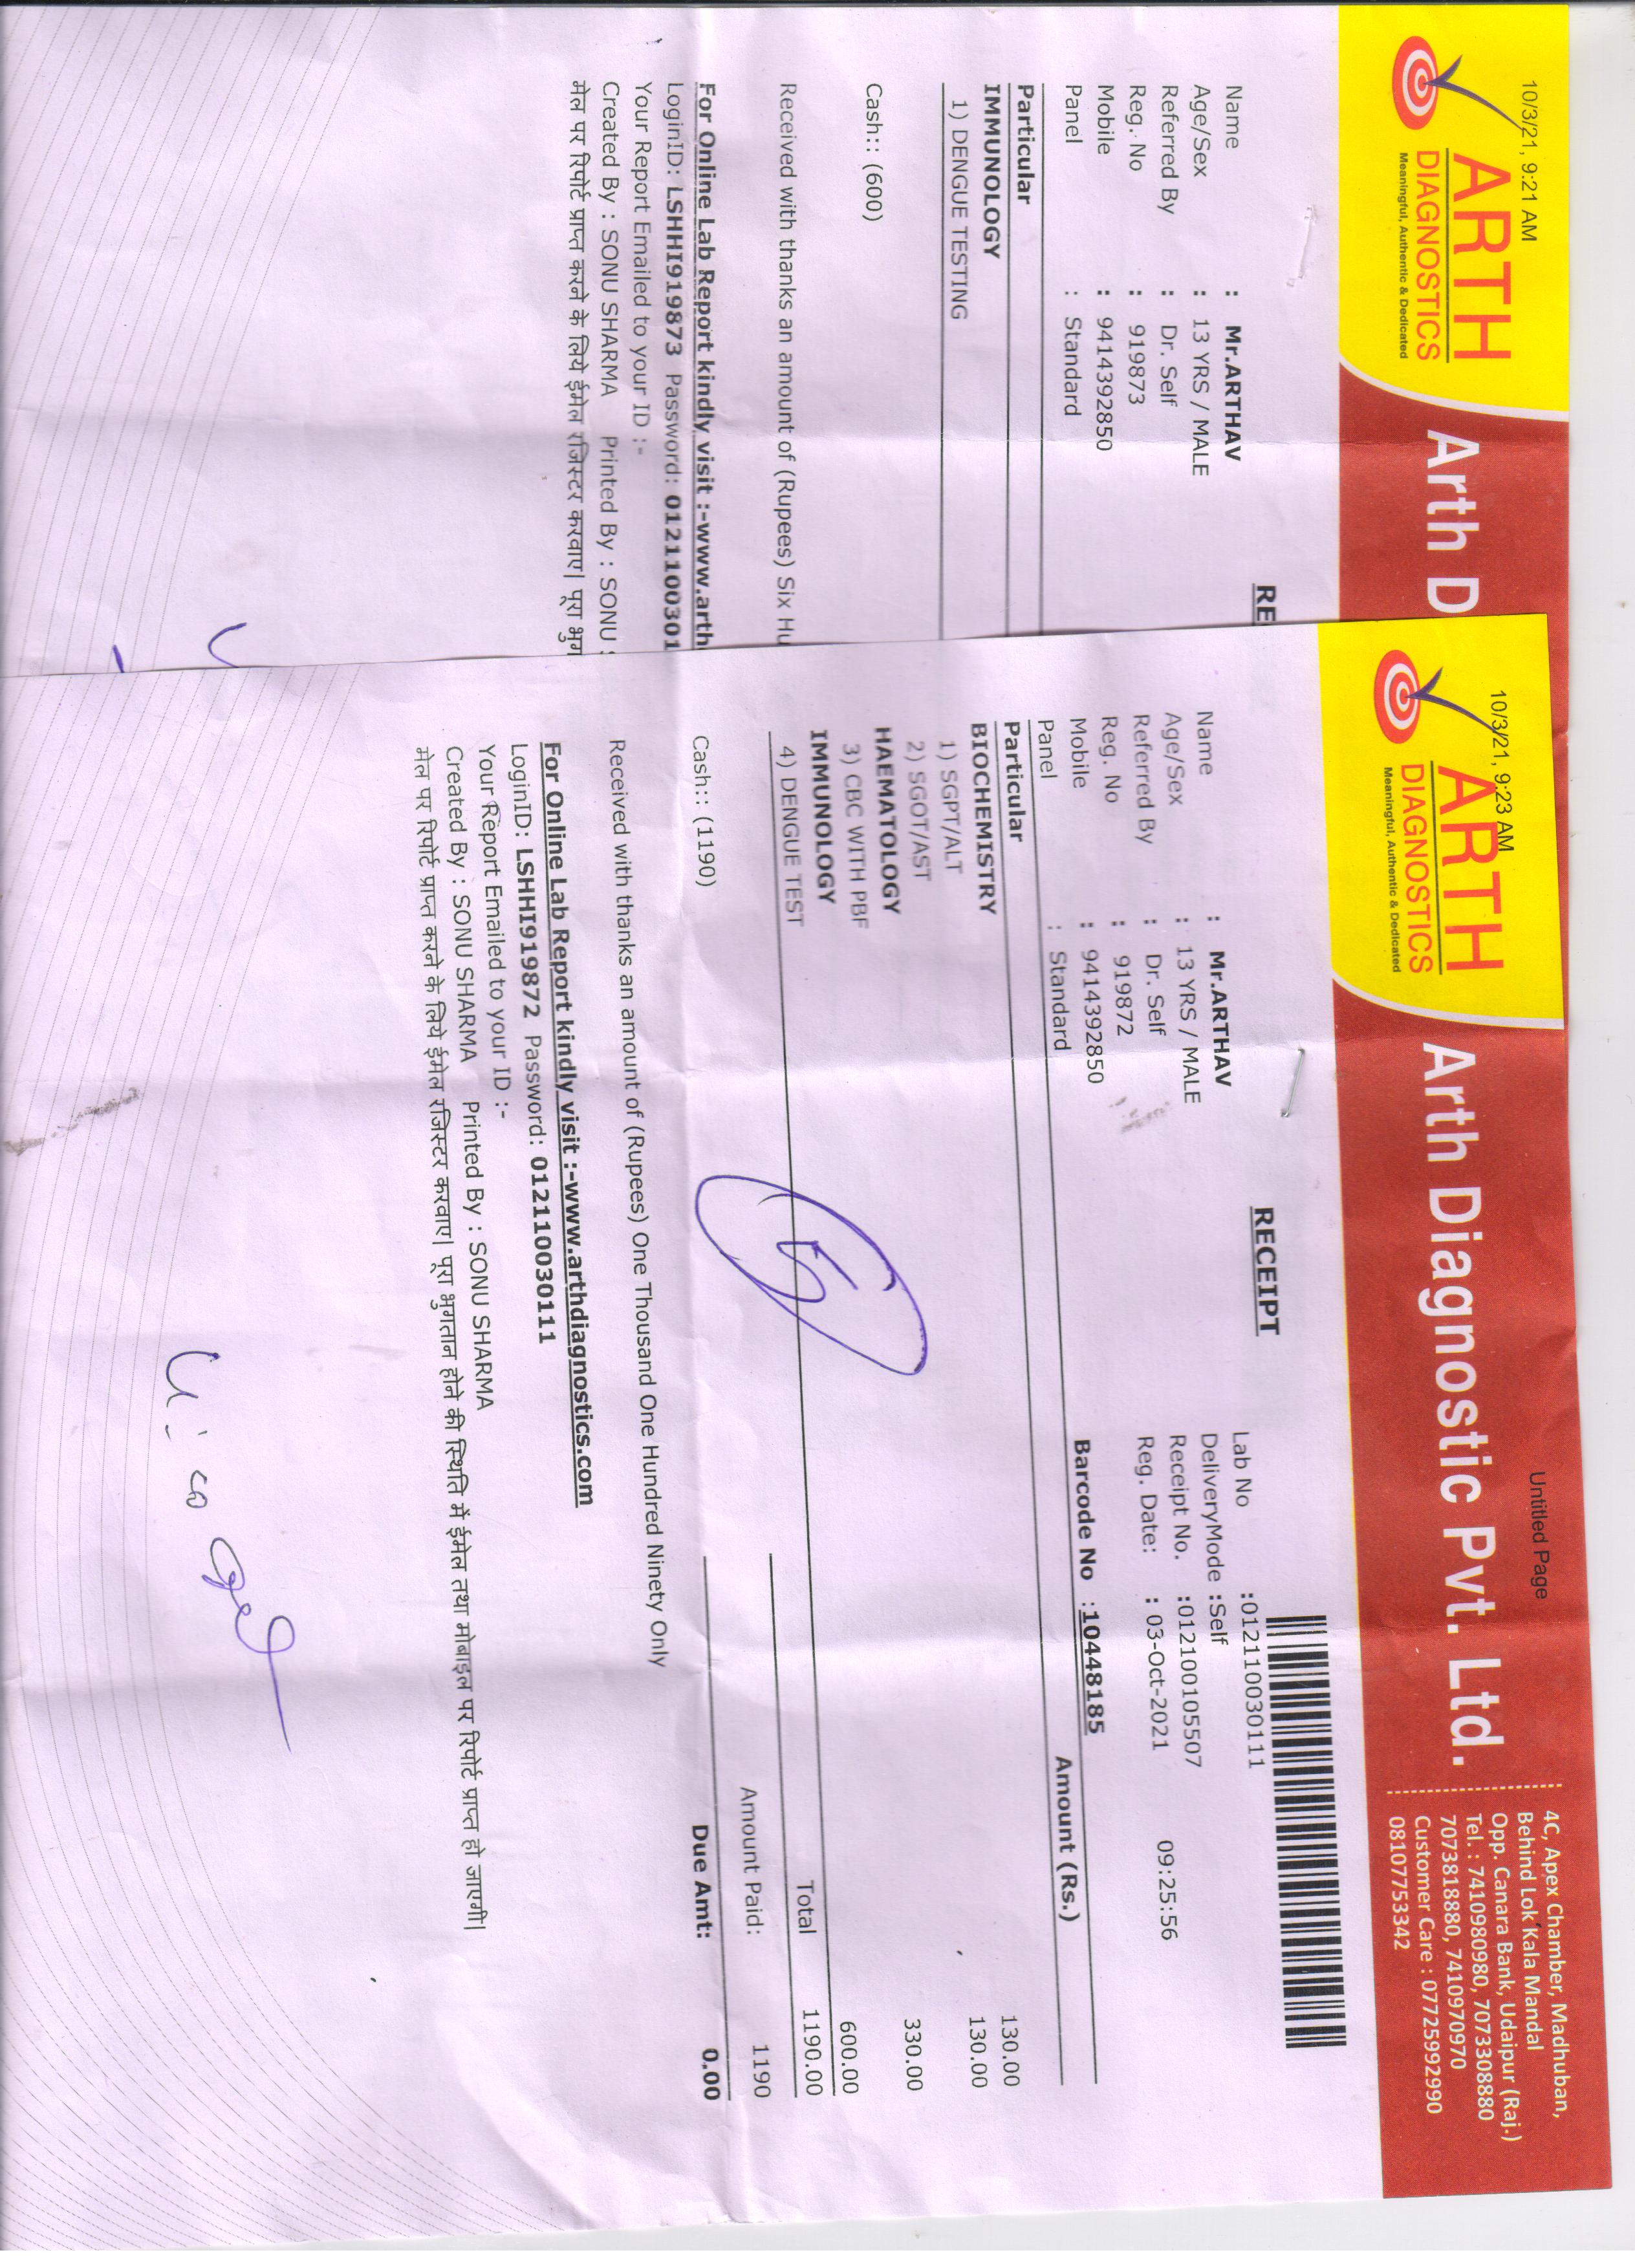 10/3/21, 9:21 AM
ARTH
DIAGNOSTICS
Meaningful, Authentic & Dedicated
Arth D
RE
Name : Mr.ARTHAV
Age/Sex : 13 YRS / MALE
Referred By : Dr. Self
Reg. No : 919873
Mobile : 9414392850
Panel : Standard
Particular
IMMUNOLOGY
1) DENGUE TESTING
Cash:: (600)
Received with thanks an amount of (Rupees) Six Hu
For Online Lab Report kindly visit :-www.arth
LoginID: LSHHI919873 Password: 0121100301
Your Report Emailed to your ID :-
Created By : SONU SHARMA Printed By : SONU
मेल पर रिपोर्ट प्राप्त करने के लिये ईमेल रजिस्टर करवाए। पूरा भुग
10/3/21, 9:23 AM
Untitled Page
ARTH
DIAGNOSTICS
Meaningful, Authentic & Dedicated
Arth Diagnostic Pvt. Ltd.
4C, Apex Chamber, Madhuban,
Behind Lok Kala Mandal
Opp. Canara Bank, Udaipur (Raj.)
Tel. : 7410980980, 7073308880
7073818880, 7410970970
Customer Care : 07725992990
08107753342
RECEIPT
Name : Mr.ARTHAV
Lab No :012110030111
Age/Sex : 13 YRS / MALE
DeliveryMode :Self
Referred By : Dr. Self
Receipt No. :012100105507
Reg. No : 919872
Reg. Date: : 03-Oct-2021 09:25:56
Mobile : 9414392850
Panel : Standard
Barcode No :10448185
Particular Amount (Rs.)
BIOCHEMISTRY
1) SGPT/ALT 130.00
2) SGOT/AST 130.00
HAEMATOLOGY
3) CBC WITH PBF 330.00
IMMUNOLOGY
4) DENGUE TEST 600.00
Total 1190.00
Amount Paid: 1190
Cash:: (1190)
Due Amt: 0.00
5
Received with thanks an amount of (Rupees) One Thousand One Hundred Ninety Only
For Online Lab Report kindly visit :-www.arthdiagnostics.com
LoginID: LSHHI919872 Password: 012110030111
Your Report Emailed to your ID :-
Created By : SONU SHARMA Printed By : SONU SHARMA
मेल पर रिपोर्ट प्राप्त करने के लिये ईमेल रजिस्टर करवाए। पूरा भुगतान होने की स्थिति में ईमेल तथा मोबाइल पर रिपोर्ट प्राप्त हो जाएगी।